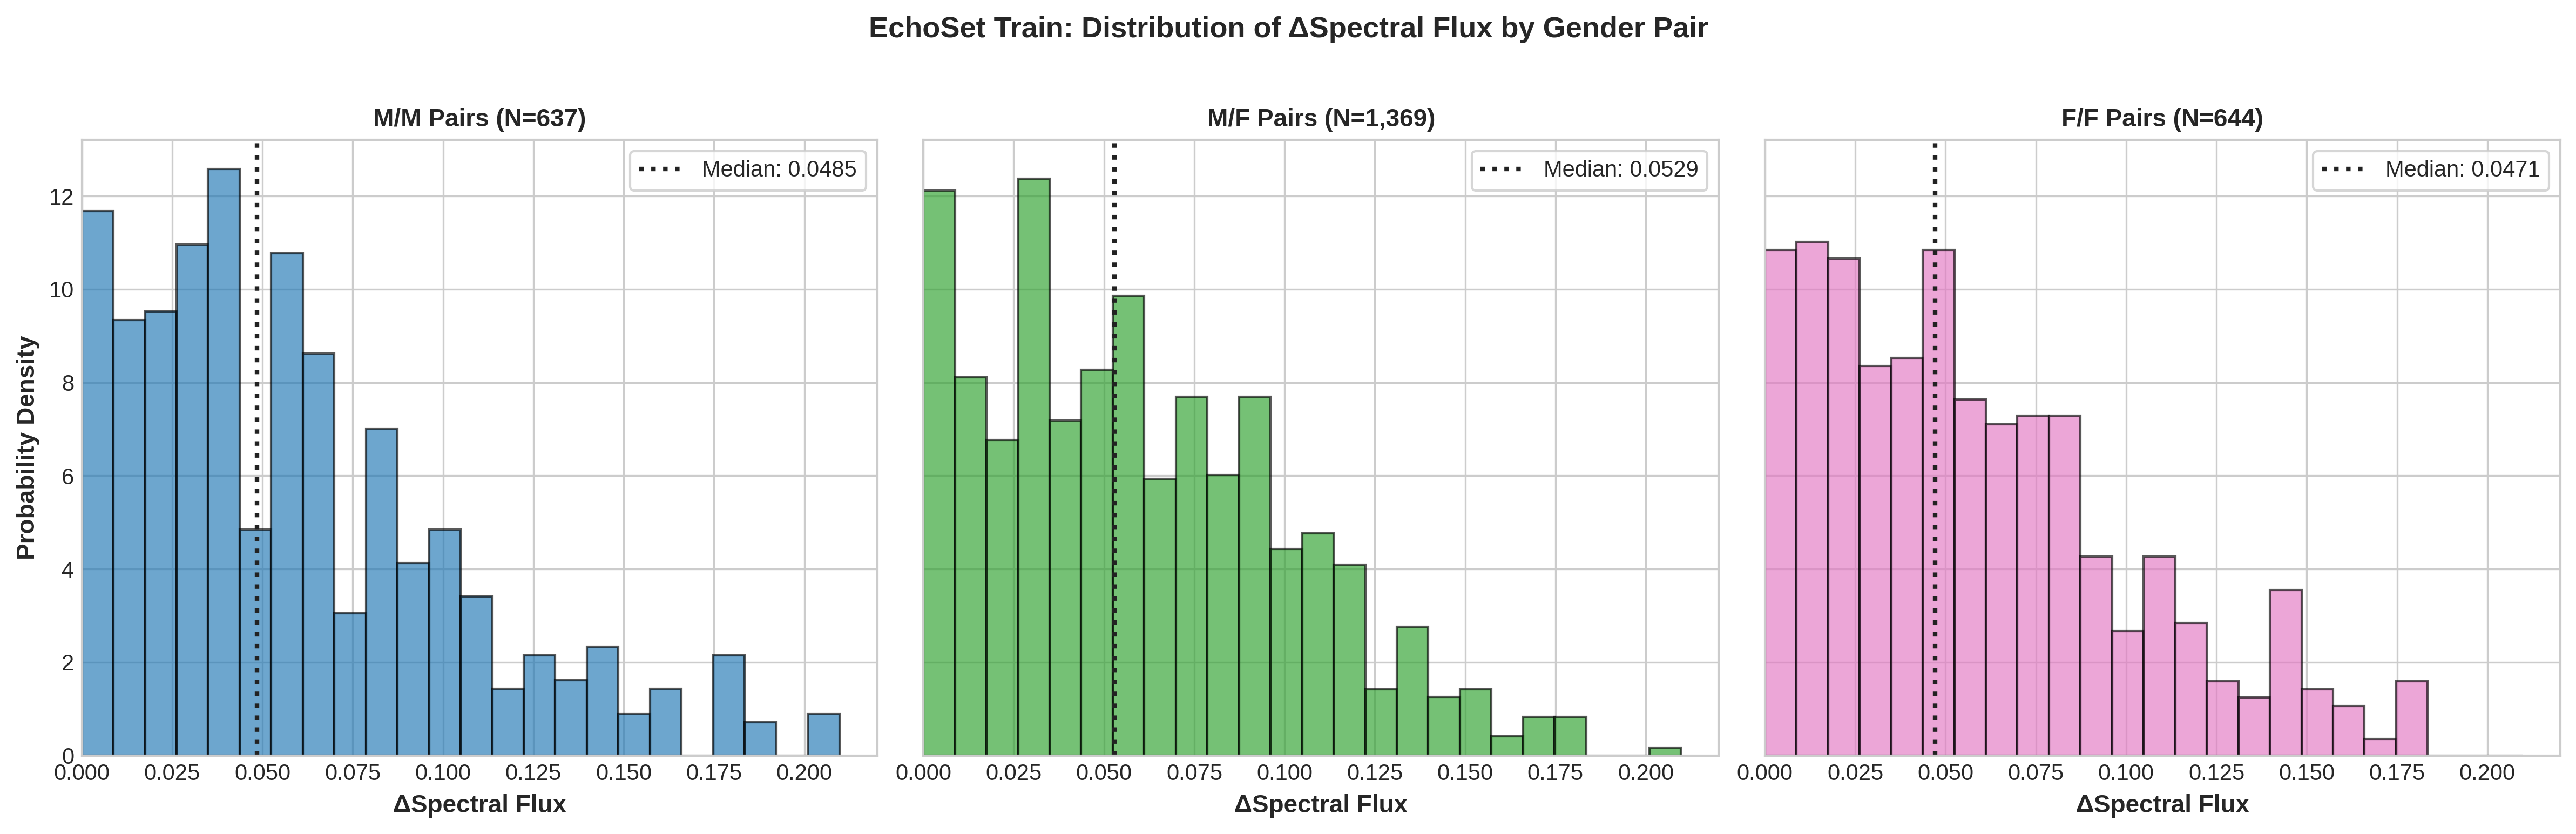 EchoSet Train: Distribution of ΔSpectral Flux by Gender Pair
M/M Pairs (N=637)
Median: 0.0485
Probability Density
12
10
8
6
4
2
0
0.000 0.025 0.050 0.075 0.100 0.125 0.150 0.175 0.200
ΔSpectral Flux
M/F Pairs (N=1,369)
Median: 0.0529
0.000 0.025 0.050 0.075 0.100 0.125 0.150 0.175 0.200
ΔSpectral Flux
F/F Pairs (N=644)
Median: 0.0471
0.000 0.025 0.050 0.075 0.100 0.125 0.150 0.175 0.200
ΔSpectral Flux